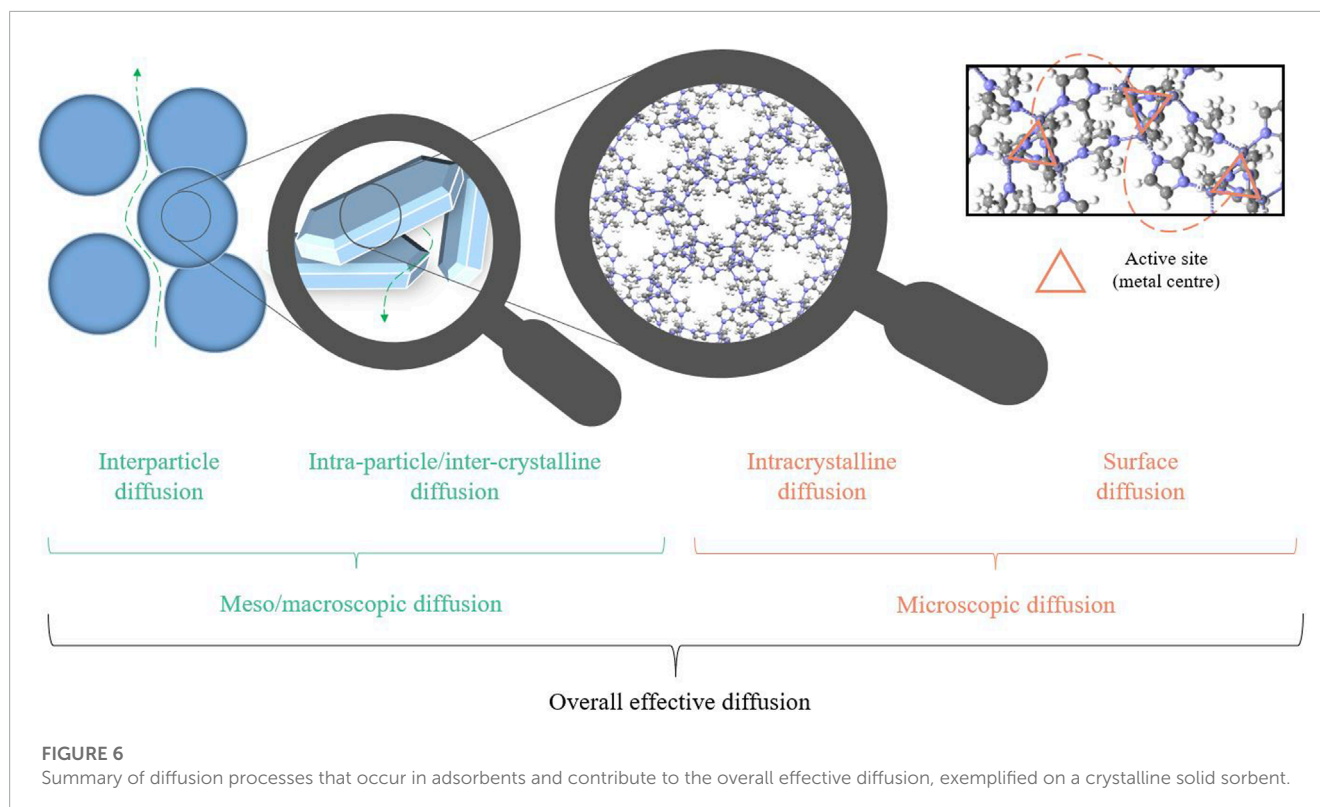 Active site
(metal centre)
Interparticle
diffusion
Intra-particle/inter-crystalline
diffusion
Intracrystalline
diffusion
Surface
diffusion
Meso/macroscopic diffusion
Microscopic diffusion
Overall effective diffusion
FIGURE 6
Summary of diffusion processes that occur in adsorbents and contribute to the overall effective diffusion, exemplified on a crystalline solid sorbent.